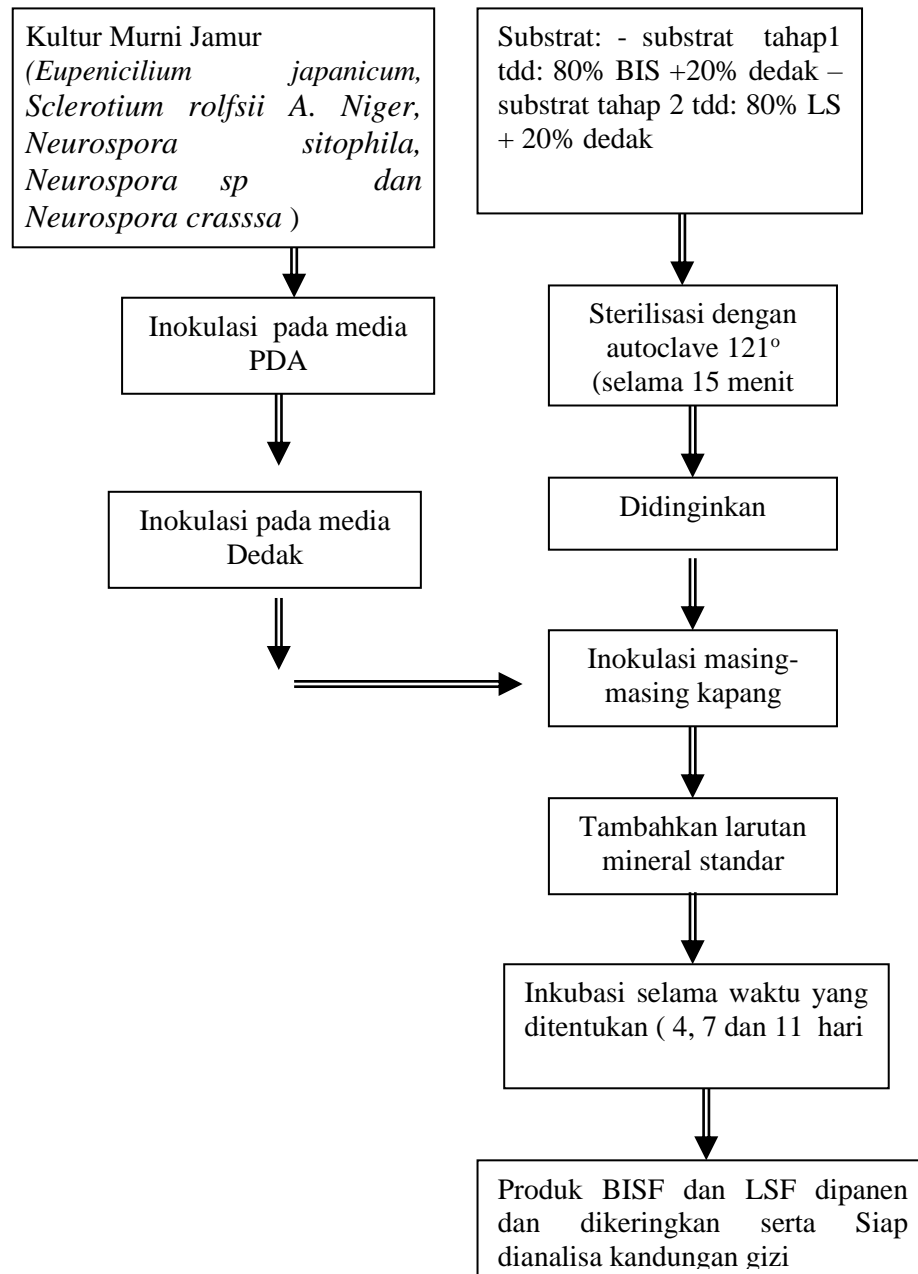 Kultur Murni Jamur
(Eupenicilium japanicum,
Sclerotium rolfsii A. Niger,
Neurospora sitophila,
Neurospora sp dan
Neurospora crasssa )
Substrat: - substrat tahap1
tdd: 80% BIS +20% dedak –
substrat tahap 2 tdd: 80% LS
+ 20% dedak
Inokulasi pada media
PDA
Sterilisasi dengan
autoclave 121º
(selama 15 menit
Inokulasi pada media
Dedak
Didinginkan
Inokulasi masing-
masing kapang
Tambahkan larutan
mineral standar
Inkubasi selama waktu yang
ditentukan ( 4, 7 dan 11 hari
Produk BISF dan LSF dipanen
dan dikeringkan serta Siap
dianalisa kandungan gizi